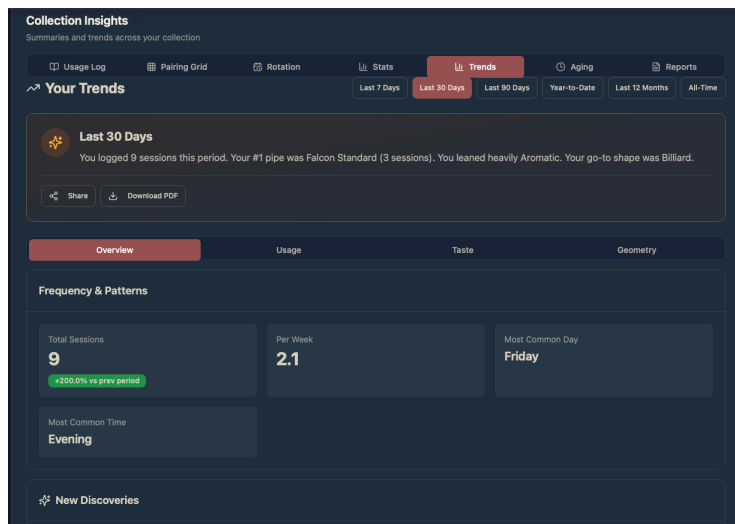 Collection Insights
Summaries and trends across your collection
Usage Log Pairing Grid Rotation Stats Trends Aging Reports
Your Trends Last 7 Days Last 30 Days Last 90 Days Year-to-Date Last 12 Months All-Time
Last 30 Days
You logged 9 sessions this period. Your #1 pipe was Falcon Standard (3 sessions). You leaned heavily Aromatic. Your go-to shape was Billiard.
Share Download PDF
Overview Usage Taste Geometry
Frequency & Patterns
Total Sessions Per Week Most Common Day
9 2.1 Friday
+200.0% vs prev period
Most Common Time
Evening
New Discoveries